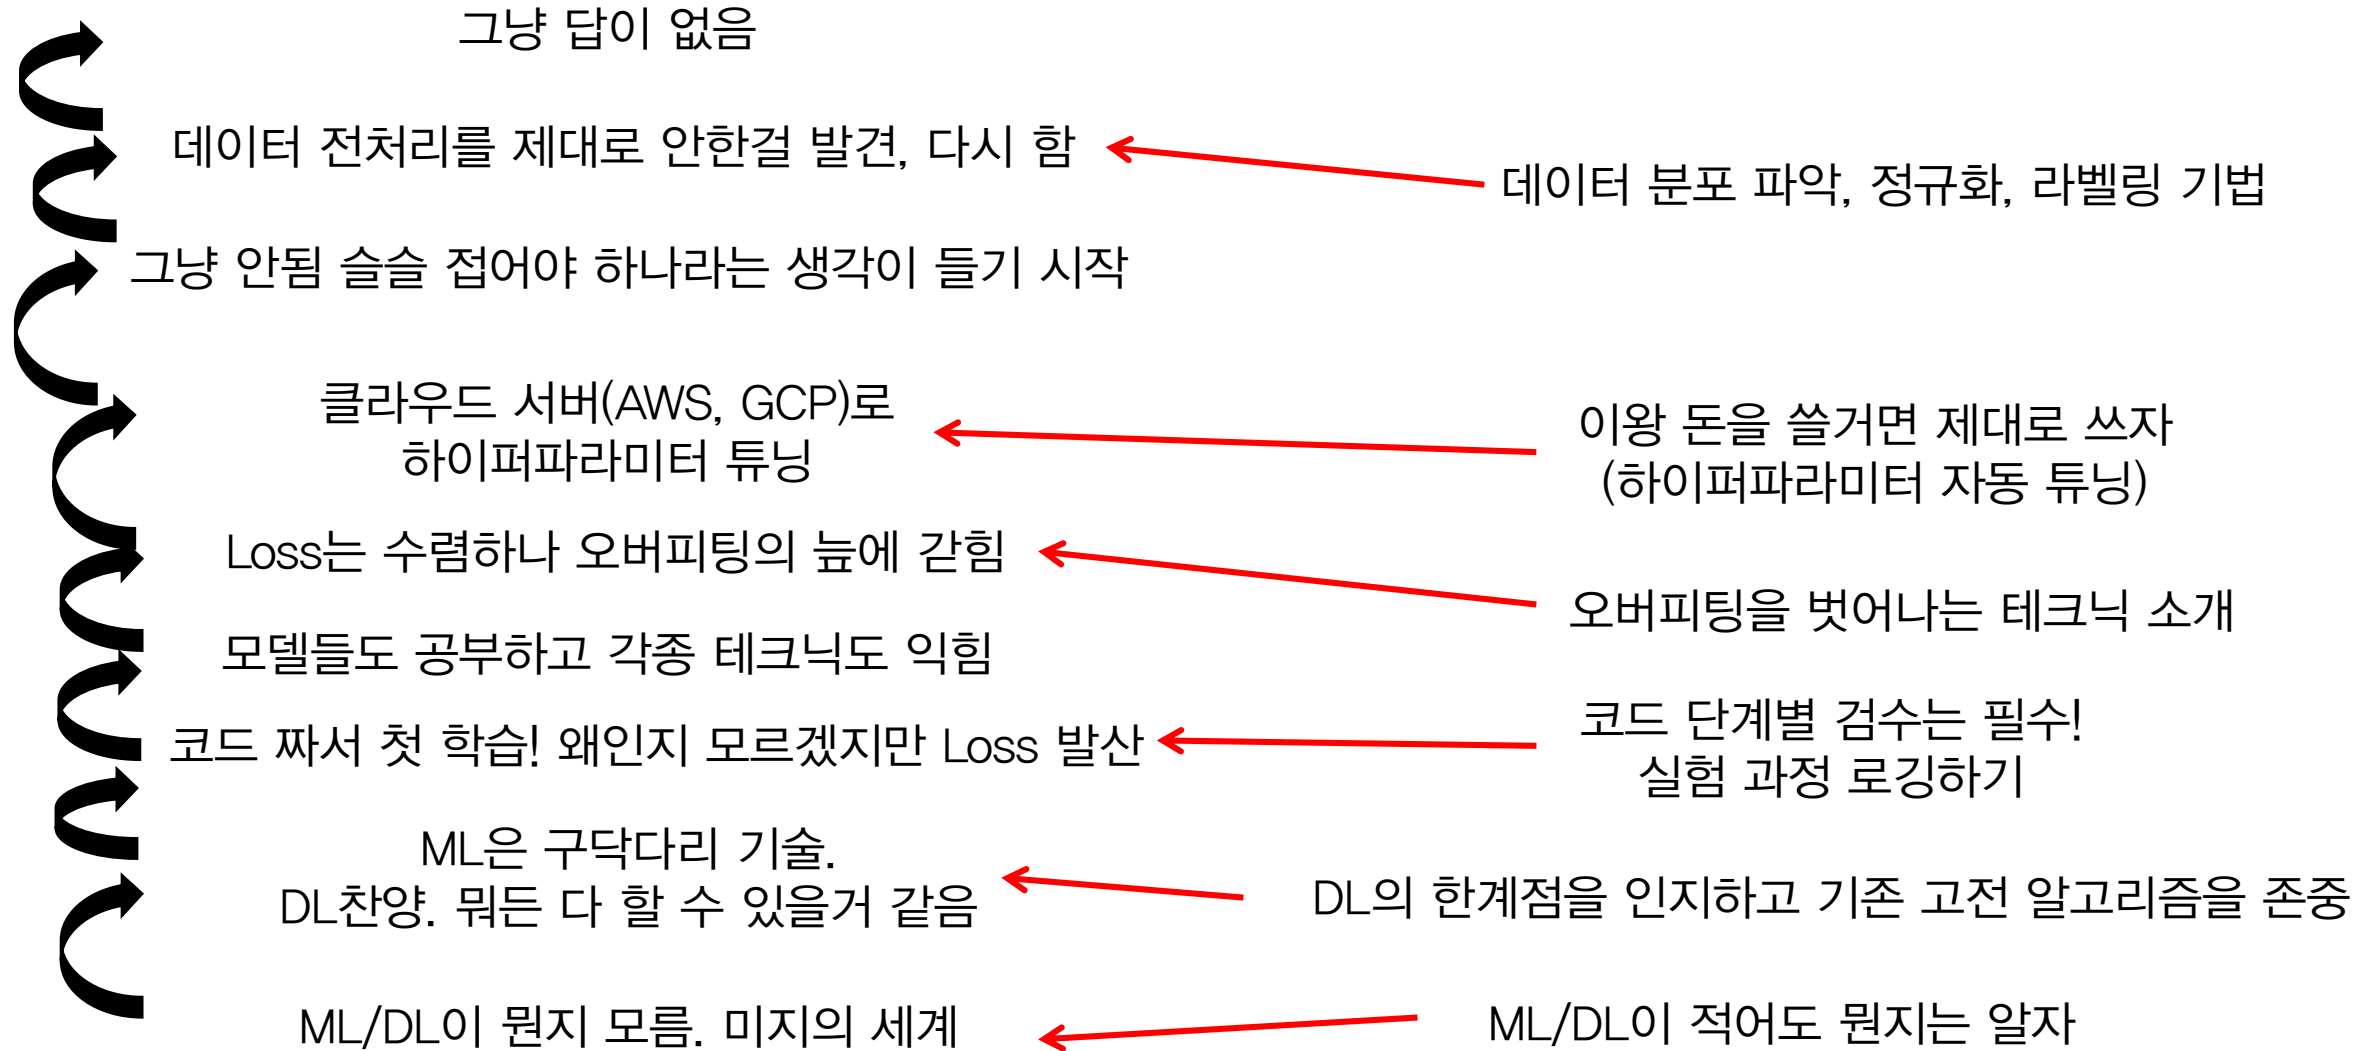 그냥 답이 없음
데이터 전처리를 제대로 안한걸 발견, 다시 함
데이터 분포 파악, 정규화, 라벨링 기법
그냥 안됨 슬슬 접어야 하나라는 생각이 들기 시작
클라우드 서버(AWS, GCP)로
하이퍼파라미터 튜닝
이왕 돈을 쓸거면 제대로 쓰자
(하이퍼파라미터 자동 튜닝)
Loss는 수렴하나 오버피팅의 늪에 갇힘
오버피팅을 벗어나는 테크닉 소개
모델들도 공부하고 각종 테크닉도 익힘
코드 짜서 첫 학습! 왜인지 모르겠지만 Loss 발산
코드 단계별 검수는 필수!
실험 과정 로깅하기
ML은 구닥다리 기술.
DL찬양. 뭐든 다 할 수 있을거 같음
DL의 한계점을 인지하고 기존 고전 알고리즘을 존중
ML/DL이 뭔지 모름. 미지의 세계
ML/DL이 적어도 뭔지는 알자